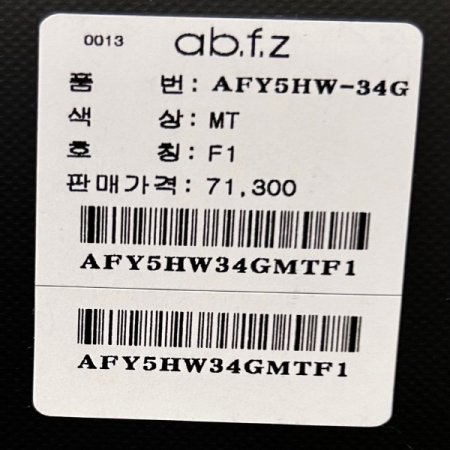 0013 ab.f.z
품 번: AFY5HW-34G
색 상: MT
호 칭: F1
판매가격: 71,300
AFY5HW34GMTF1
AFY5HW34GMTF1